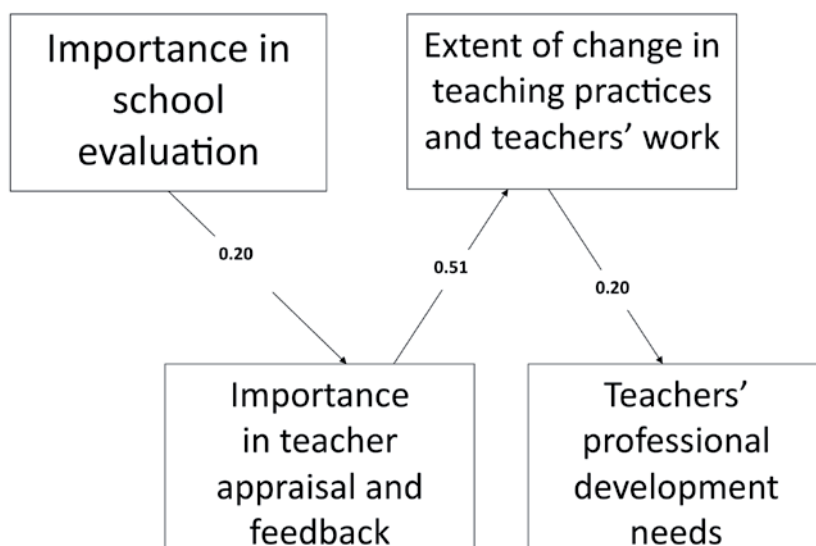 Importance in
school
evaluation
Extent of change in
teaching practices
and teachers' work
0.20
0.51
0.20
Importance
in teacher
appraisal and
feedback
Teachers'
professional
development
needs